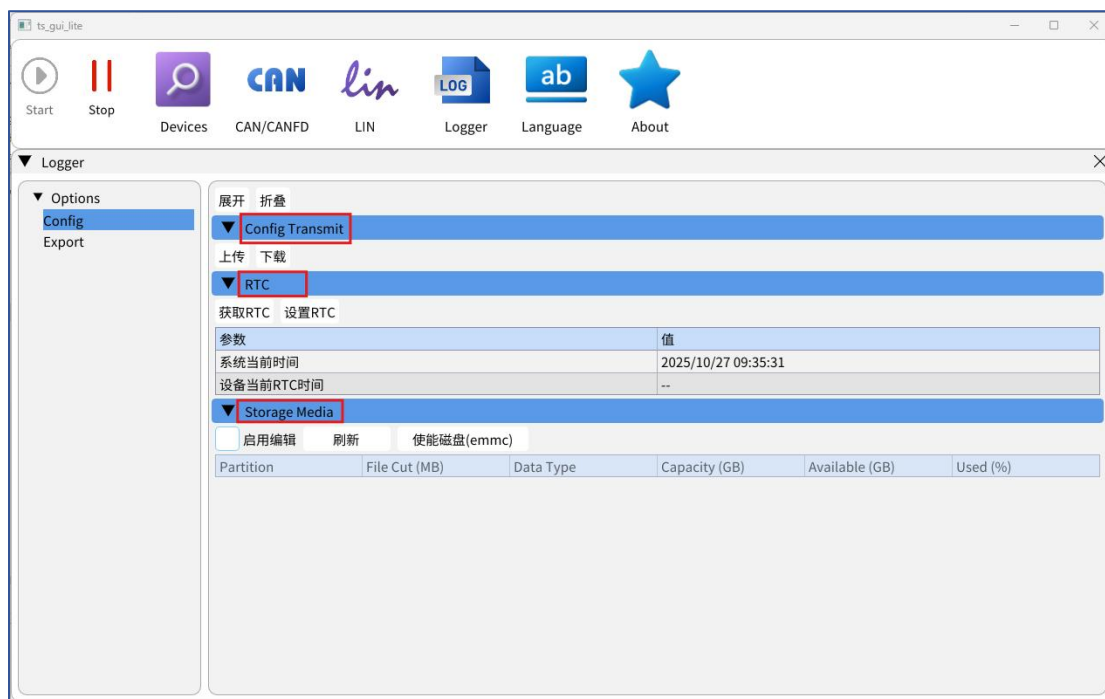 ts_gui_lite
CAN
lin
LOG
ab
Start
Stop
Devices
CAN/CANFD
LIN
Logger
Language
About
Logger
Options
Config
Export
展开 折叠
Config Transmit
上传 下载
RTC
获取RTC 设置RTC
参数 值
系统当前时间 2025/10/27 09:35:31
设备当前RTC时间 --
Storage Media
启用编辑 刷新 使能磁盘(emmc)
Partition File Cut (MB) Data Type Capacity (GB) Available (GB) Used (%)